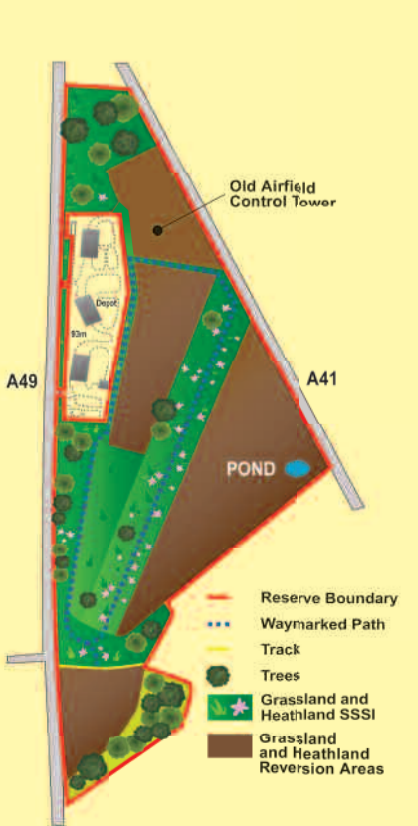 Old Airfield
Control Tower
Depot
93m
A49
A41
POND
Reserve Boundary
Waymarked Path
Track
Trees
Grassland and
Heathland SSSI
Grassland
and Heathland
Reversion Areas